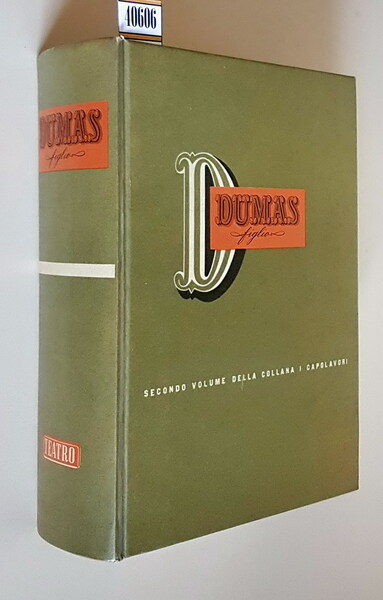 40606
DUMAS
figlio
TEATRO
D
DUMAS
figlio
SECONDO VOLUME DELLA COLLANA I CAPOLAVORI